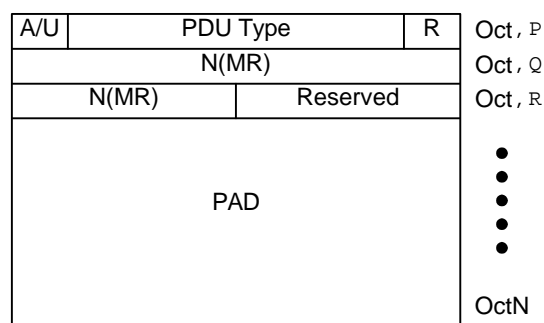 A/U PDU Type R Oct, P
N(MR) Oct, Q
N(MR) Reserved Oct, R
PAD
OctN